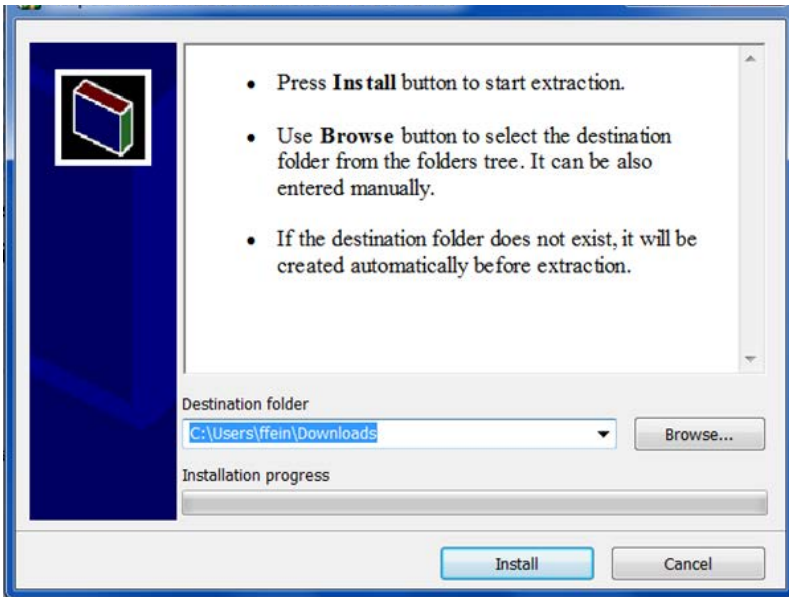 • Press Install button to start extraction.
• Use Browse button to select the destination
folder from the folders tree. It can be also
entered manually.
• If the destination folder does not exist, it will be
created automatically before extraction.
Destination folder
C:\Users\ffein\Downloads
Browse...
Installation progress
Install
Cancel